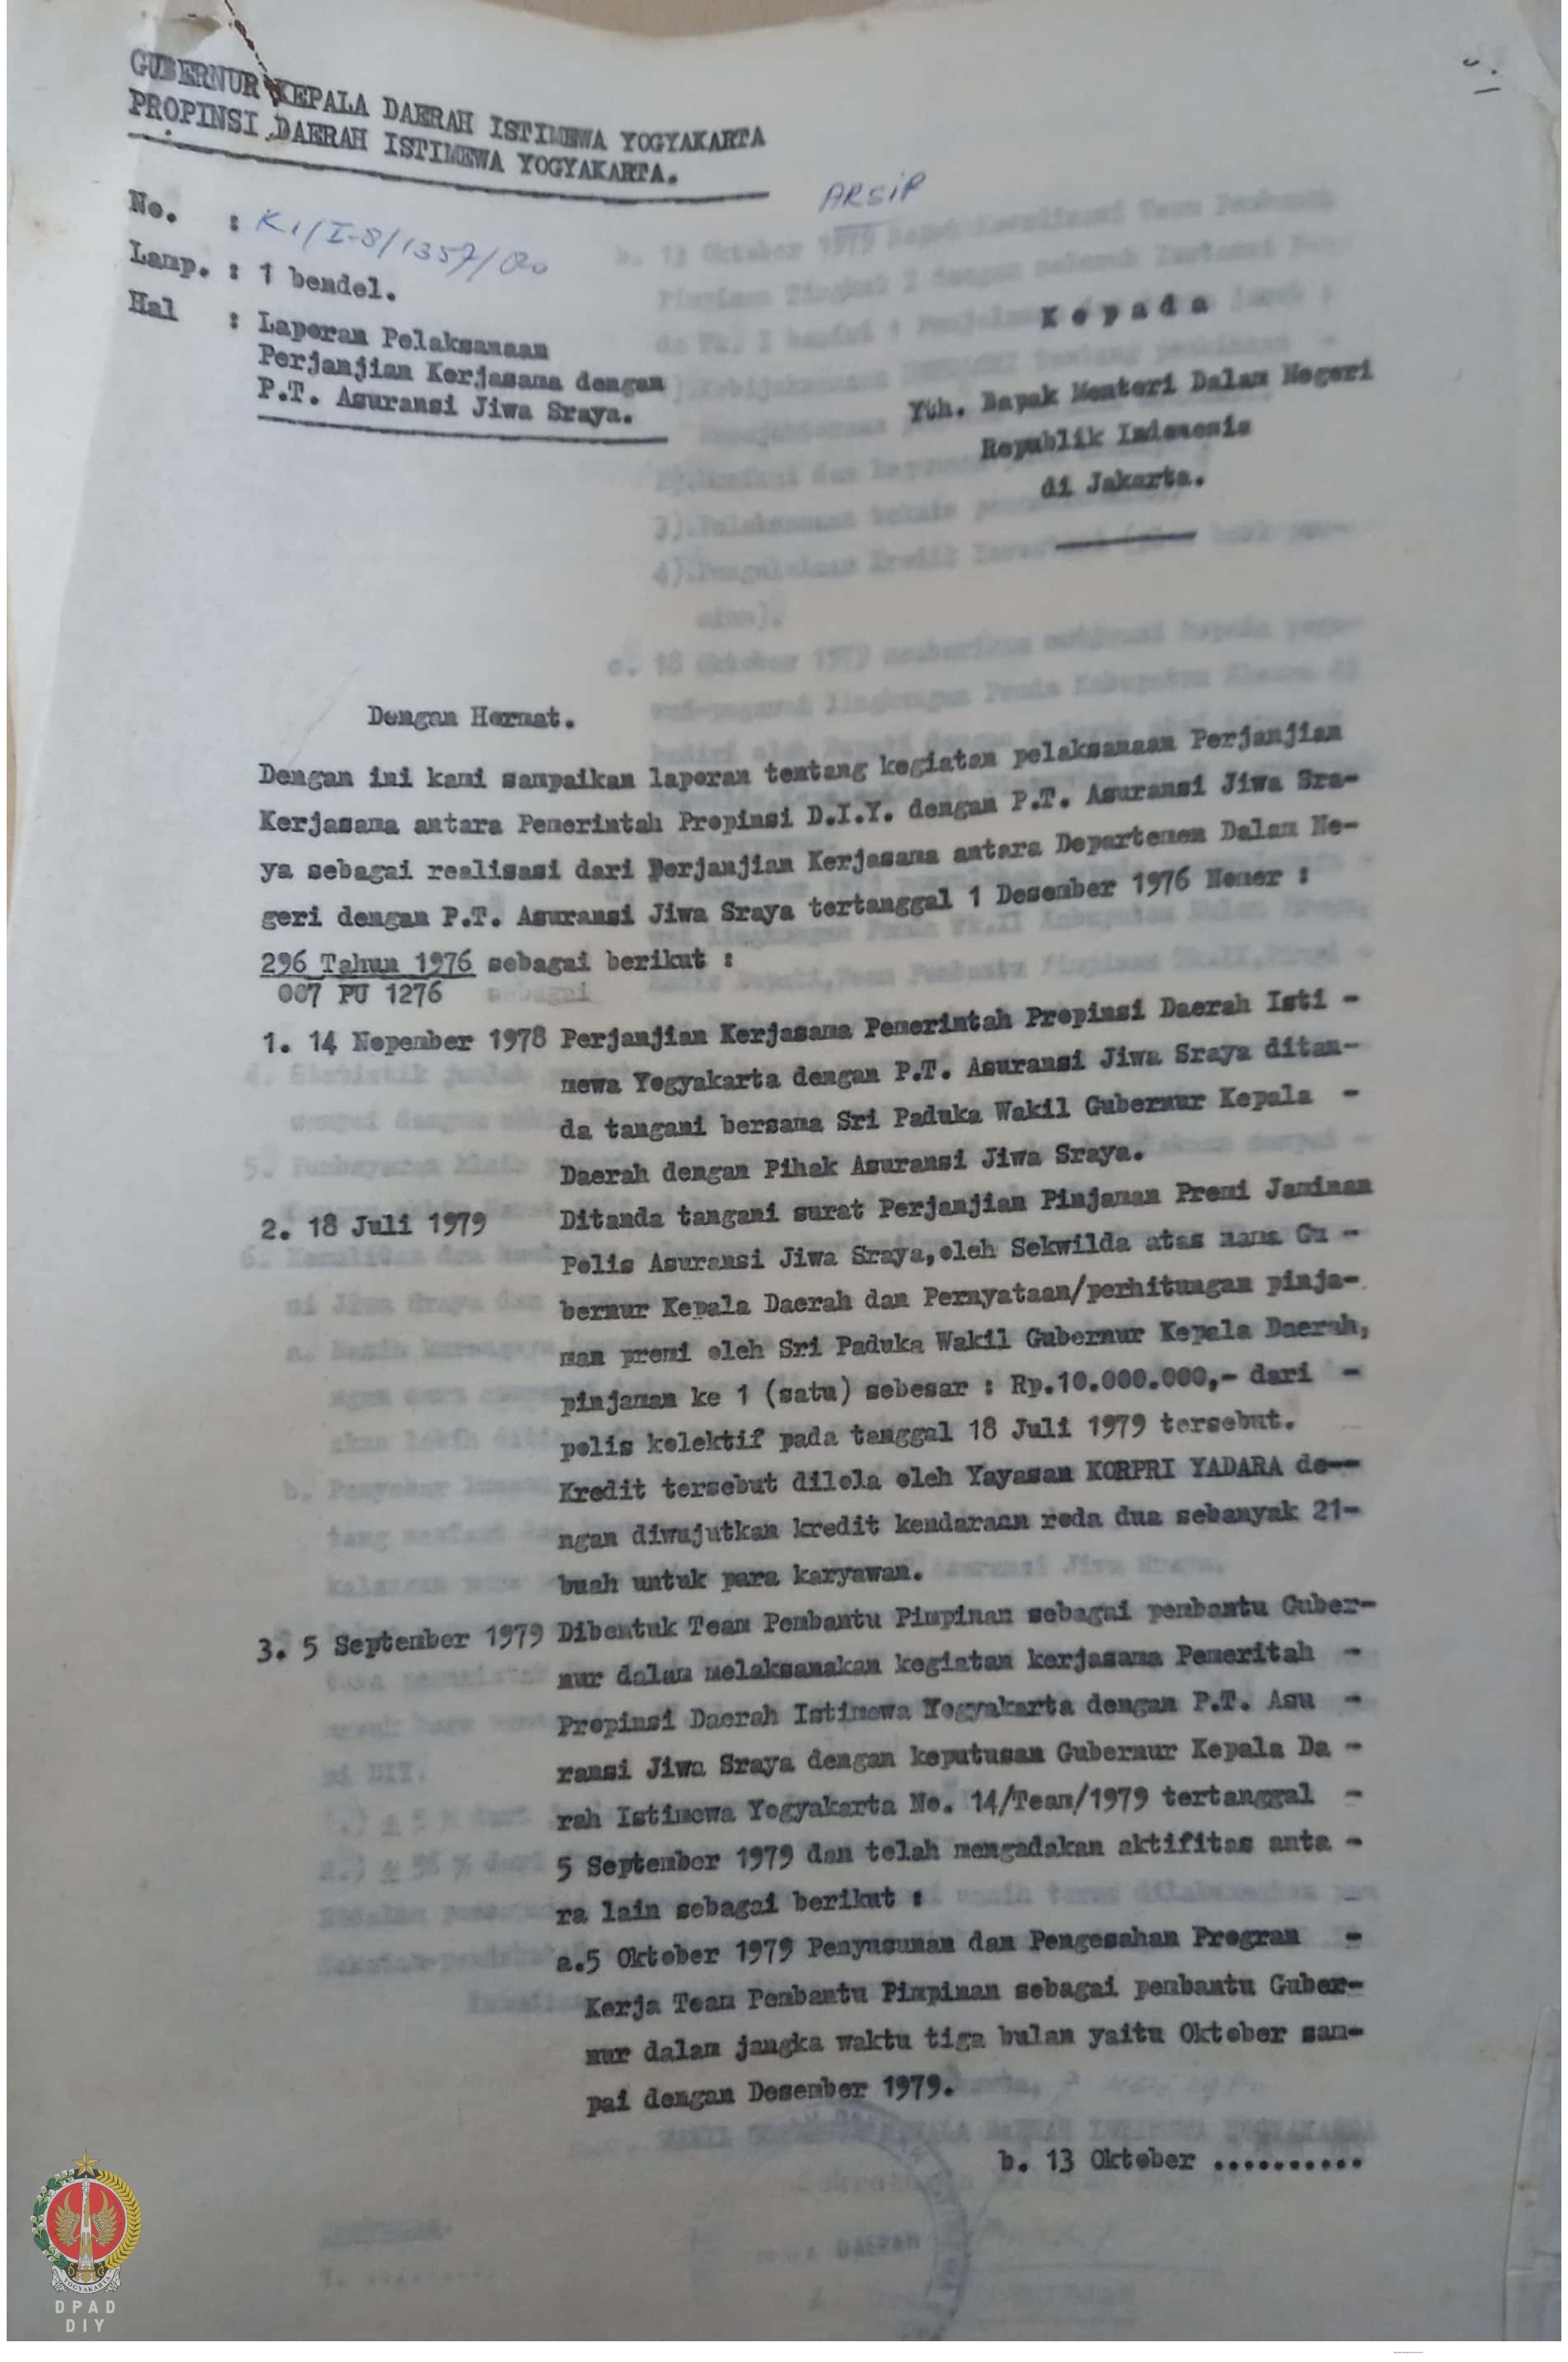 GUBERNUR KEPALA DAERAH ISTIMEWA YOGYAKARTA
PROPINSI DAERAH ISTIMEWA YOGYAKARTA.
ARSIP
No. : K1/I-8/1357/80
Lamp. : 1 bendel.
Hal : Laporan Pelaksanaan
Perjanjian Kerjasama dengan
P.T. Asuransi Jiwa Sraya.
K e p a d a
Yth. Bapak Menteri Dalam Negeri
Republik Indonesia
di Jakarta.
Dengan Hormat.
Dengan ini kami sampaikan laporan tentang kegiatan pelaksanaan Perjanjian
Kerjasama antara Pemerintah Propinsi D.I.Y. dengan P.T. Asuransi Jiwa Sra-
ya sebagai realisasi dari Perjanjian Kerjasama antara Departemen Dalam Ne-
geri dengan P.T. Asuransi Jiwa Sraya tertanggal 1 Desember 1976 Nomor :
296 Tahun 1976 sebagai berikut :
007 PU 1276
1. 14 Nopember 1978 Perjanjian Kerjasama Pemerintah Propinsi Daerah Isti -
mewa Yogyakarta dengan P.T. Asuransi Jiwa Sraya ditan-
da tangani bersama Sri Paduka Wakil Gubernur Kepala -
Daerah dengan Pihak Asuransi Jiwa Sraya.
2. 18 Juli 1979 Ditanda tangani surat Perjanjian Pinjaman Premi Jaminan
Polis Asuransi Jiwa Sraya,oleh Sekwilda atas nama Gu -
bernur Kepala Daerah dan Pernyataan/perhitungan pinja-
man premi oleh Sri Paduka Wakil Gubernur Kepala Daerah,
pinjaman ke 1 (satu) sebesar : Rp.10.000.000,- dari -
polis kolektif pada tanggal 18 Juli 1979 tersebut.
Kredit tersebut dilola oleh Yayasan KORPRI YADARA de--
ngan diwujutkan kredit kendaraan roda dua sebanyak 21-
buah untuk para karyawan.
3. 5 September 1979 Dibentuk Team Pembantu Pimpinan sebagai pembantu Guber-
nur dalam melaksanakan kegiatan kerjasama Pemeritah -
Propinsi Daerah Istimewa Yogyakarta dengan P.T. Asu -
ransi Jiwa Sraya dengan keputusan Gubernur Kepala Da -
rah Istimewa Yogyakarta No. 14/Team/1979 tertanggal -
5 September 1979 dan telah mengadakan aktifitas anta -
ra lain sebagai berikut :
a.5 Oktober 1979 Penyusunan dan Pengesahan Program -
Kerja Team Pembantu Pimpinan sebagai pembantu Guber-
nur dalam jangka waktu tiga bulan yaitu Oktober sam-
pai dengan Desember 1979.
b. 13 Oktober ..........
YOGYAKARTA
DPAD
DIY